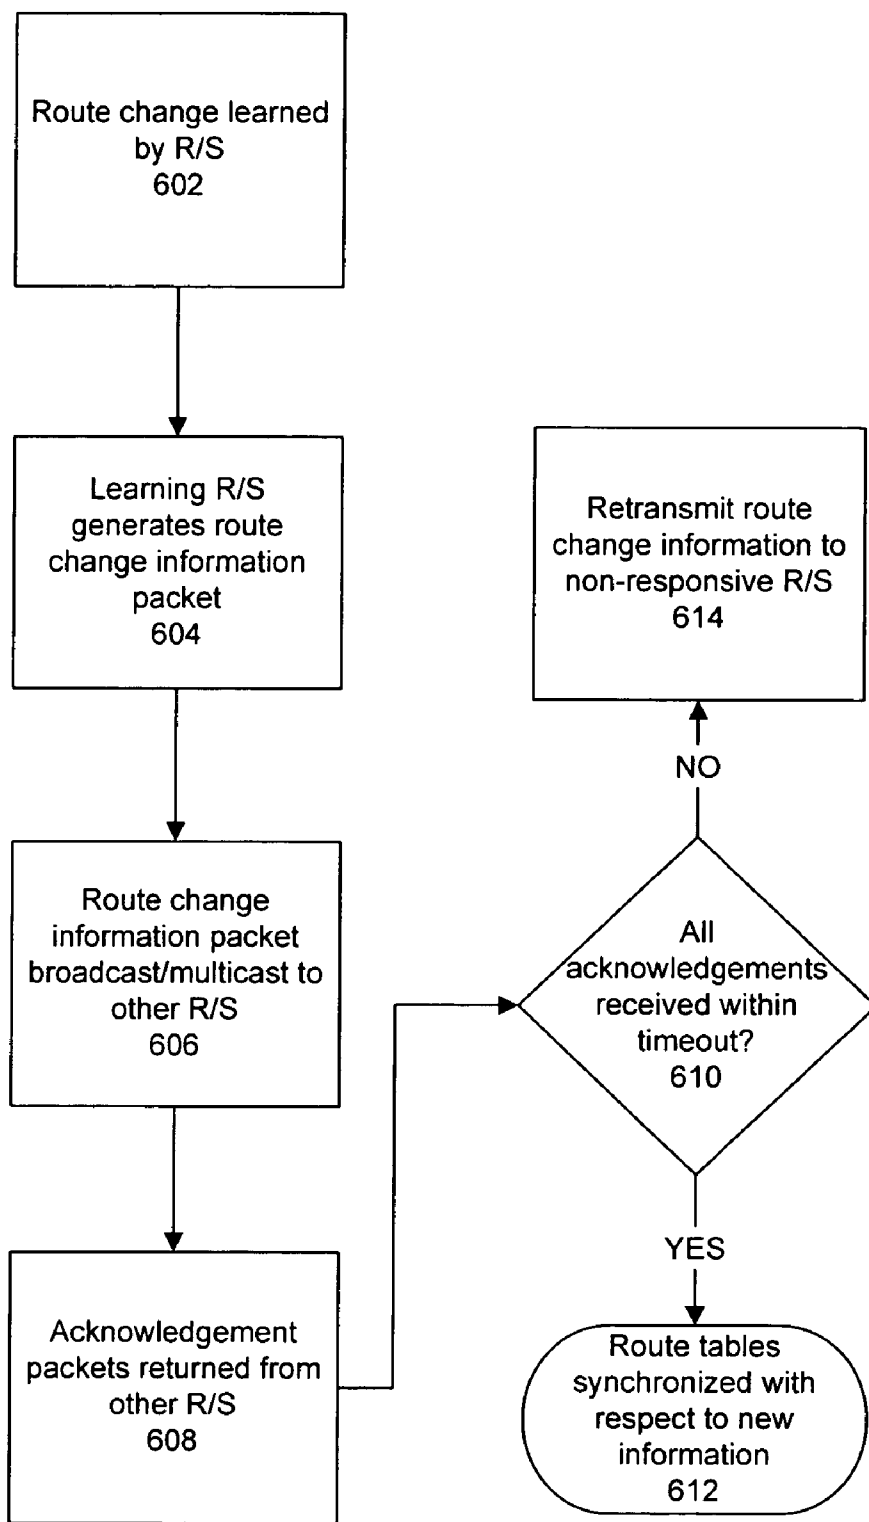 Route change learned
by R/S
602
Learning R/S
generates route
change information
packet
604
Route change
information packet
broadcast/multicast to
other R/S
606
Acknowledgement
packets returned from
other R/S
608
Retransmit route
change information to
non-responsive R/S
614
NO
All
acknowledgements
received within
timeout?
610
YES
Route tables
synchronized with
respect to new
information
612